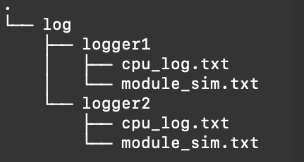 .
└── log
    ├── logger1
    │   ├── cpu_log.txt
    │   └── module_sim.txt
    └── logger2
        ├── cpu_log.txt
        └── module_sim.txt